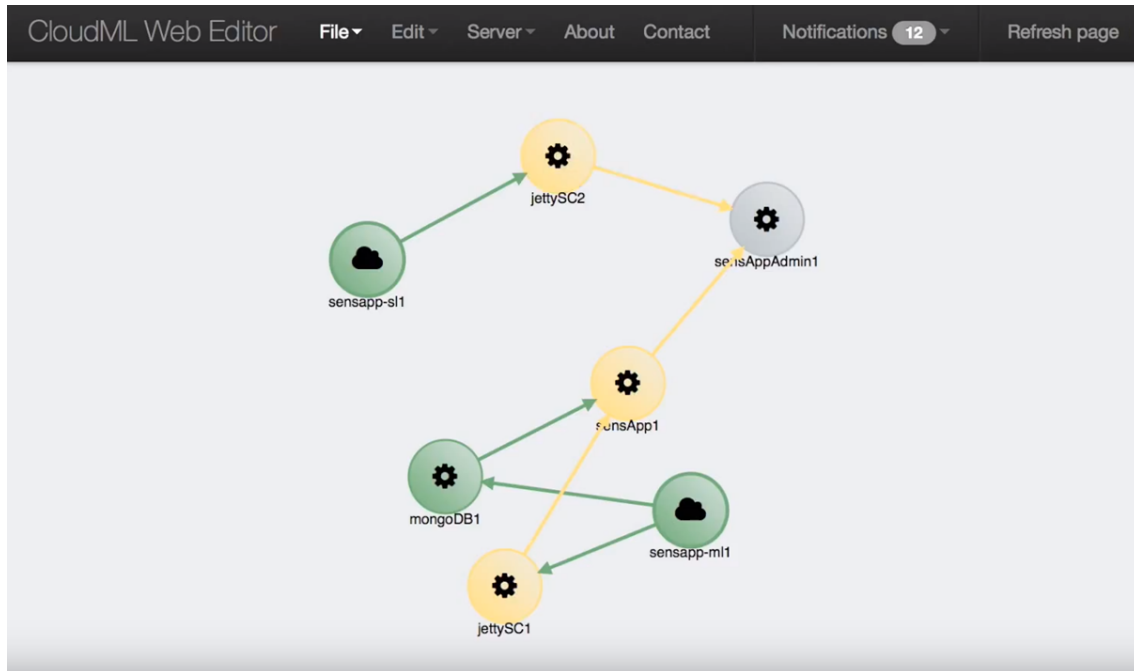 CloudML Web Editor File Edit Server About Contact Notifications 12 Refresh page
jettySC2
sensAppAdmin1
sensapp-sl1
sensApp1
mongoDB1
sensapp-ml1
jettySC1